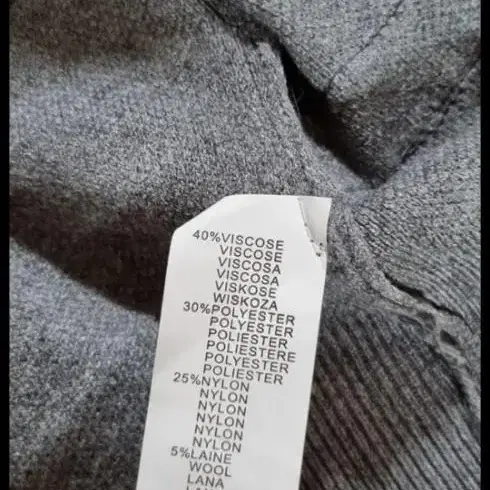 40%VISCOSE
VISCOSE
VISCOSA
VISCOSA
VISKOSE
WISKOZA
30%POLYESTER
POLYESTER
POLIESTER
POLIESTERE
POLYESTER
POLIESTER
25%NYLON
NYLON
NYLON
NYLON
NYLON
NYLON
5%LAINE
WOOL
LANA